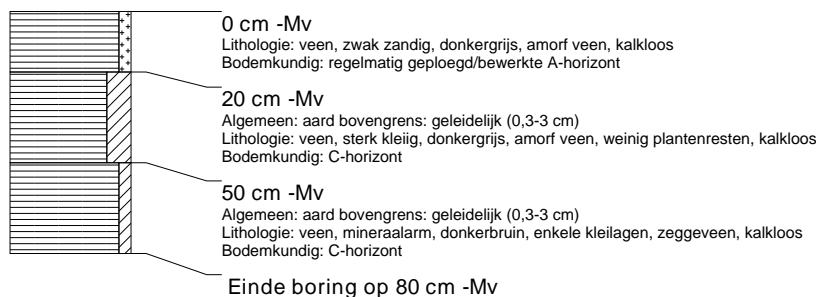 0 cm -Mv
Lithologie: veen, zwak zandig, donkergrijs, amorf veen, kalkloos
Bodemkundig: regelmatig geploegd/bewerkte A-horizont
20 cm -Mv
Algemeen: aard bovengrens: geleidelijk (0,3-3 cm)
Lithologie: veen, sterk kleiig, donkergrijs, amorf veen, weinig plantenresten, kalkloos
Bodemkundig: C-horizont
50 cm -Mv
Algemeen: aard bovengrens: geleidelijk (0,3-3 cm)
Lithologie: veen, mineraalarm, donkerbruin, enkele kleilagen, zeggeveen, kalkloos
Bodemkundig: C-horizont
Einde boring op 80 cm -Mv